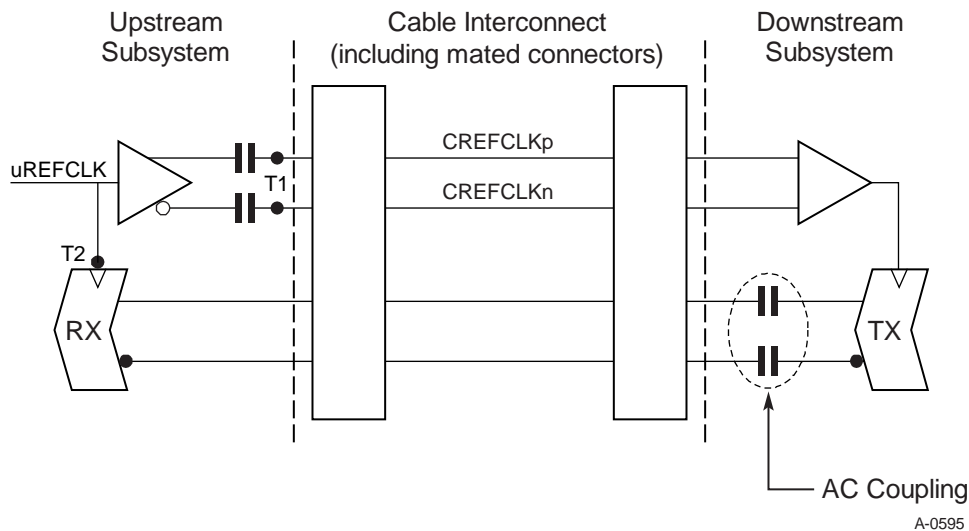 Upstream
Subsystem
Cable Interconnect
(including mated connectors)
Downstream
Subsystem
uREFCLK
T1
CREFCLKp
CREFCLKn
T2
RX
TX
AC Coupling
A-0595